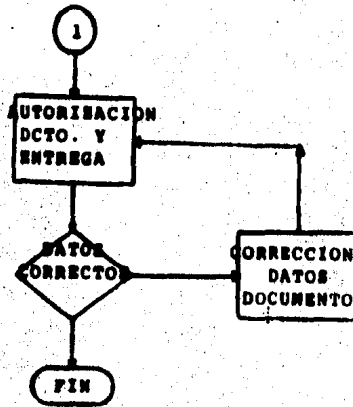 1
AUTORIZACION
DCTO. Y
ENTREGA
DATOS
CORRECTOS
CORRECCION
DATOS
DOCUMENTO
FIN